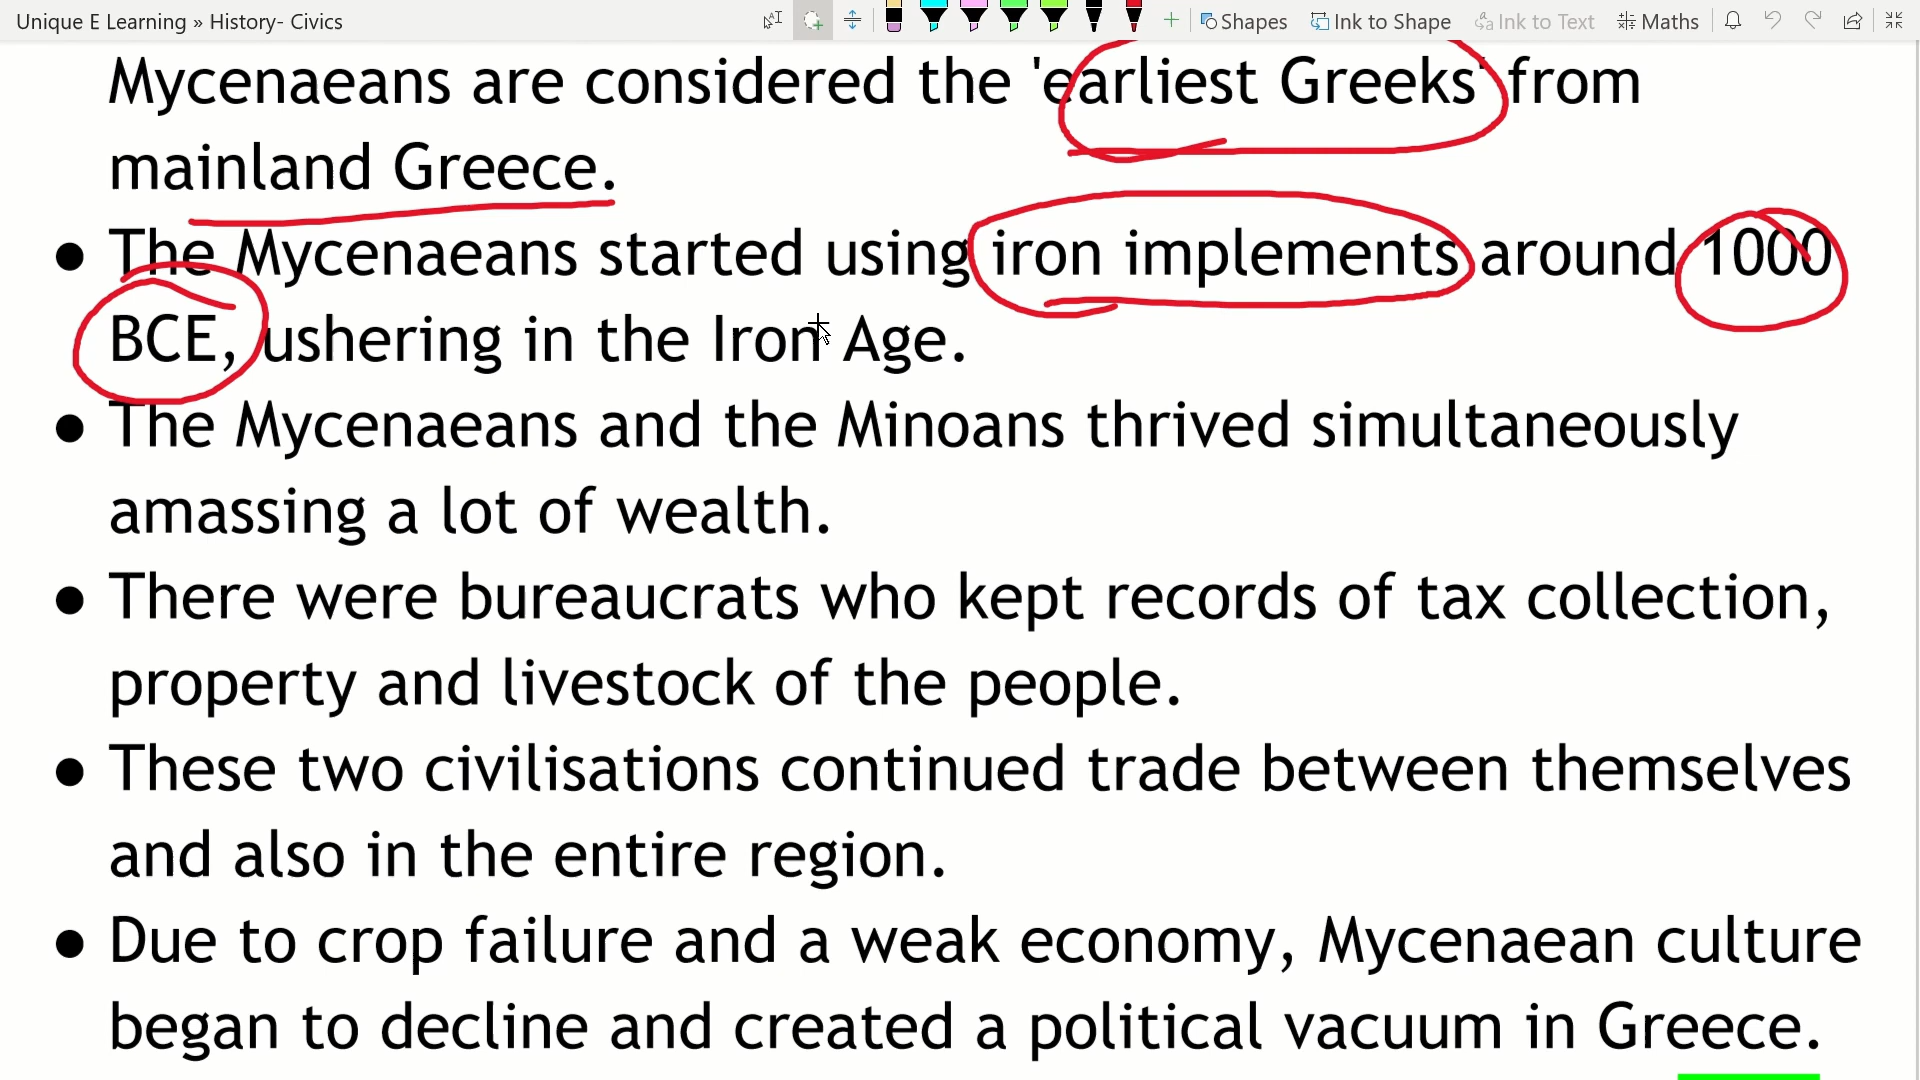 Unique E Learning » History- Civics
Shapes Ink to Shape Ink to Text Maths
Mycenaeans are considered the 'earliest Greeks' from
mainland Greece.
● The Mycenaeans started using iron implements around 1000
BCE, ushering in the Iron Age.
● The Mycenaeans and the Minoans thrived simultaneously
amassing a lot of wealth.
● There were bureaucrats who kept records of tax collection,
property and livestock of the people.
● These two civilisations continued trade between themselves
and also in the entire region.
● Due to crop failure and a weak economy, Mycenaean culture
began to decline and created a political vacuum in Greece.